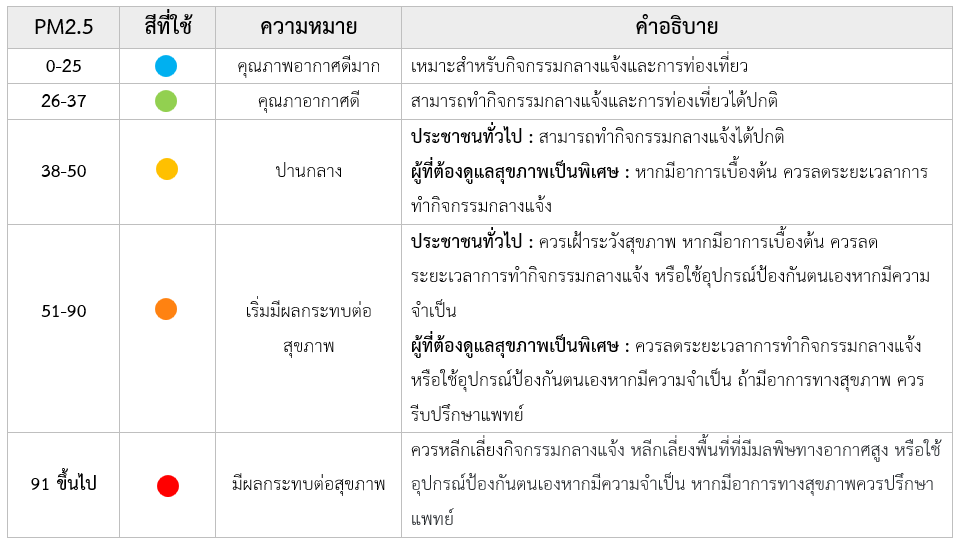 PM2.5 สีที่ใช้ ความหมาย คำอธิบาย
0-25 คุณภาพอากาศดีมาก เหมาะสำหรับกิจกรรมกลางแจ้งและการท่องเที่ยว
26-37 คุณภาอากาศดี สามารถทำกิจกรรมกลางแจ้งและการท่องเที่ยวได้ปกติ
38-50 ปานกลาง
ประชาชนทั่วไป : สามารถทำกิจกรรมกลางแจ้งได้ปกติ
ผู้ที่ต้องดูแลสุขภาพเป็นพิเศษ : หากมีอาการเบื้องต้น ควรลดระยะเวลาการ
ทำกิจกรรมกลางแจ้ง
51-90 เริ่มมีผลกระทบต่อ
สุขภาพ
ประชาชนทั่วไป : ควรเฝ้าระวังสุขภาพ หากมีอาการเบื้องต้น ควรลด
ระยะเวลาการทำกิจกรรมกลางแจ้ง หรือใช้อุปกรณ์ป้องกันตนเองหากมีความ
จำเป็น
ผู้ที่ต้องดูแลสุขภาพเป็นพิเศษ : ควรลดระยะเวลาการทำกิจกรรมกลางแจ้ง
หรือใช้อุปกรณ์ป้องกันตนเองหากมีความจำเป็น ถ้ามีอาการทางสุขภาพ ควร
รีบปรึกษาแพทย์
91 ขึ้นไป มีผลกระทบต่อสุขภาพ
ควรหลีกเลี่ยงกิจกรรมกลางแจ้ง หลีกเลี่ยงพื้นที่ที่มีมลพิษทางอากาศสูง หรือใช้
อุปกรณ์ป้องกันตนเองหากมีความจำเป็น หากมีอาการทางสุขภาพควรปรึกษา
แพทย์